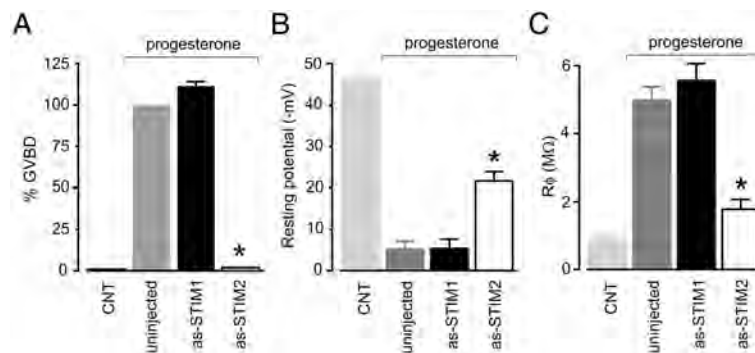 A
progesterone
% GVBD
125
100
75
50
25
0
CNT
uninjected
as-STIM1
as-STIM2
*
B
progesterone
Resting potential (-mV)
50
40
30
20
10
0
CNT
uninjected
as-STIM1
as-STIM2
*
C
progesterone
Rϕ (MΩ)
6
4
2
0
CNT
uninjected
as-STIM1
as-STIM2
*